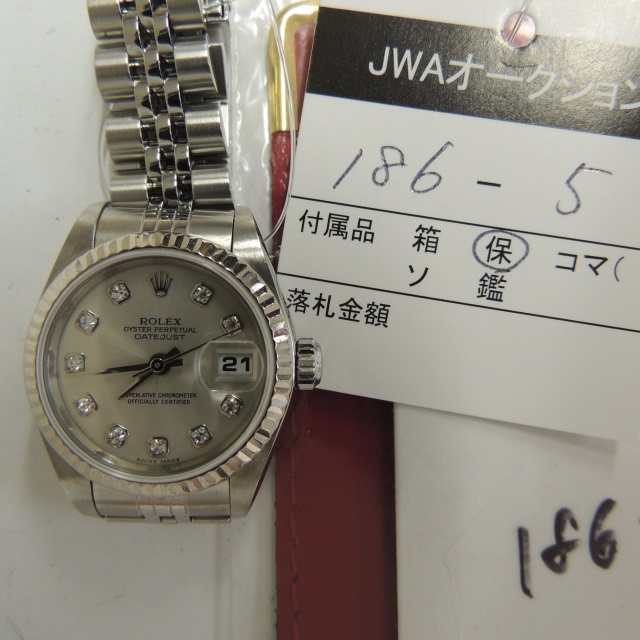 ROLEX
OYSTER PERPETUAL
DATEJUST
21
SUPERLATIVE CHRONOMETER
OFFICIALLY CERTIFIED
SWISS MADE
JWAオークション
186 - 5
付属品 箱 保 コマ(
ソ 鑑
落札金額
186